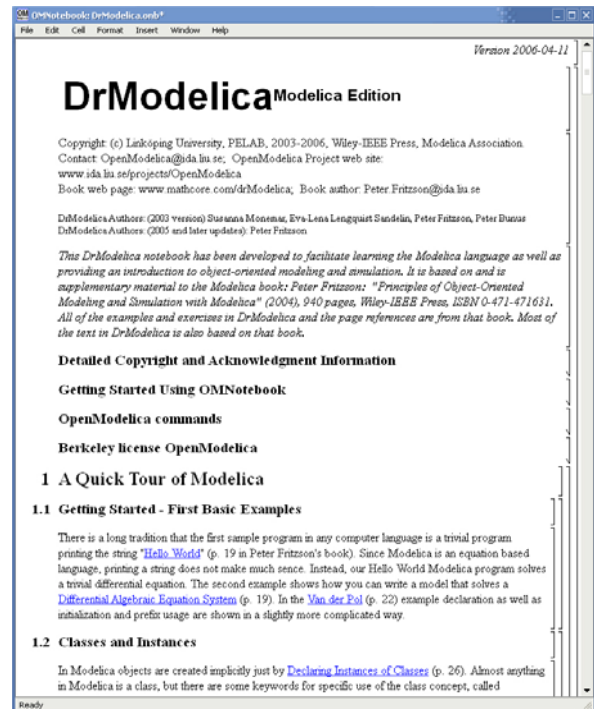 OMNotebook: DrModelica.onb*
File Edit Cell Format Insert Window Help
Version 2006-04-11
DrModelica Modelica Edition
Copyright: (c) Linköping University, PELAB, 2003-2006, Wiley-IEEE Press, Modelica Association.
Contact: OpenModelica@ida.liu.se; OpenModelica Project web site:
www.ida.liu.se/projects/OpenModelica
Book web page: www.mathcore.com/drModelica; Book author: Peter.Fritzson@ida.liu.se
DrModelica Authors: (2003 version) Susanna Monemar, Eva-Lena Lengquist Sandelin, Peter Fritzson, Peter Bunus
DrModelica Authors: (2005 and later updates): Peter Fritzson
This DrModelica notebook has been developed to facilitate learning the Modelica language as well as
providing an introduction to object-oriented modeling and simulation. It is based on and is
supplementary material to the Modelica book: Peter Fritzson: "Principles of Object-Oriented
Modeling and Simulation with Modelica" (2004), 940 pages, Wiley-IEEE Press, ISBN 0-471-471631.
All of the examples and exercises in DrModelica and the page references are from that book. Most of
the text in DrModelica is also based on that book.
Detailed Copyright and Acknowledgment Information
Getting Started Using OMNotebook
OpenModelica commands
Berkeley license OpenModelica
1 A Quick Tour of Modelica
1.1 Getting Started - First Basic Examples
There is a long tradition that the first sample program in any computer language is a trivial program
printing the string "Hello World" (p. 19 in Peter Fritzson's book). Since Modelica is an equation based
language, printing a string does not make much sence. Instead, our Hello World Modelica program solves
a trivial differential equation. The second example shows how you can write a model that solves a
Differential Algebraic Equation System (p. 19). In the Van der Pol (p. 22) example declaration as well as
initialization and prefix usage are shown in a slightly more complicated way.
1.2 Classes and Instances
In Modelica objects are created implicitly just by Declaring Instances of Classes (p. 26). Almost anything
in Modelica is a class, but there are some keywords for specific use of the class concept, called
Ready